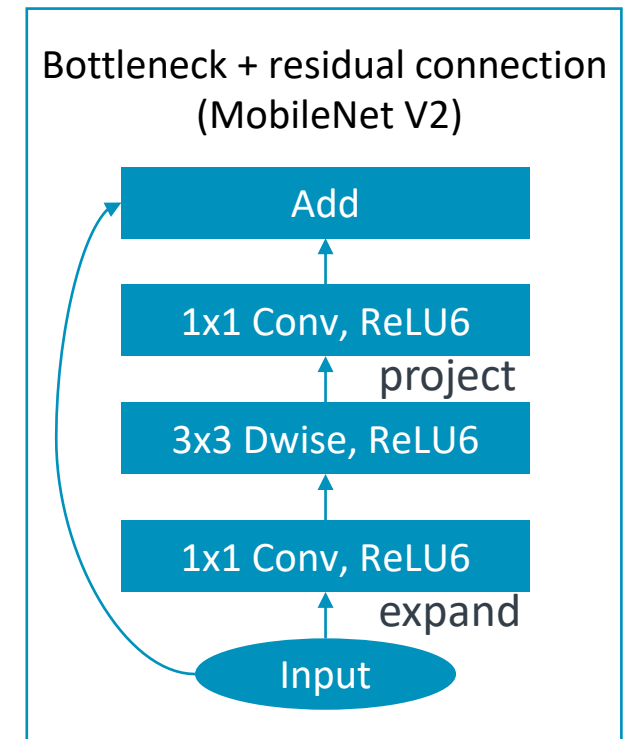 Bottleneck + residual connection
(MobileNet V2)
Add
1x1 Conv, ReLU6
project
3x3 Dwise, ReLU6
1x1 Conv, ReLU6
expand
Input